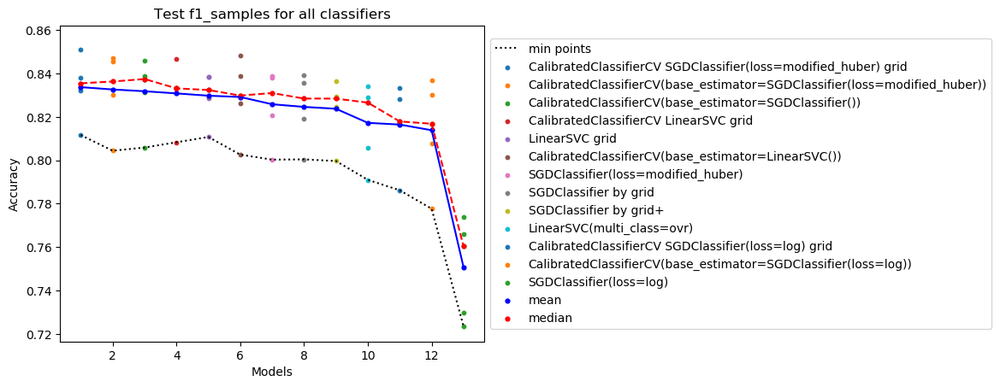 Test f1_samples for all classifiers
0.86
0.84
0.82
0.80
0.78
0.76
0.74
0.72
Accuracy
2 4 6 8 10 12
Models
min points
CalibratedClassifierCV SGDClassifier(loss=modified_huber) grid
CalibratedClassifierCV(base_estimator=SGDClassifier(loss=modified_huber))
CalibratedClassifierCV(base_estimator=SGDClassifier())
CalibratedClassifierCV LinearSVC grid
LinearSVC grid
CalibratedClassifierCV(base_estimator=LinearSVC())
SGDClassifier(loss=modified_huber)
SGDClassifier by grid
SGDClassifier by grid+
LinearSVC(multi_class=ovr)
CalibratedClassifierCV SGDClassifier(loss=log) grid
CalibratedClassifierCV(base_estimator=SGDClassifier(loss=log))
SGDClassifier(loss=log)
mean
median